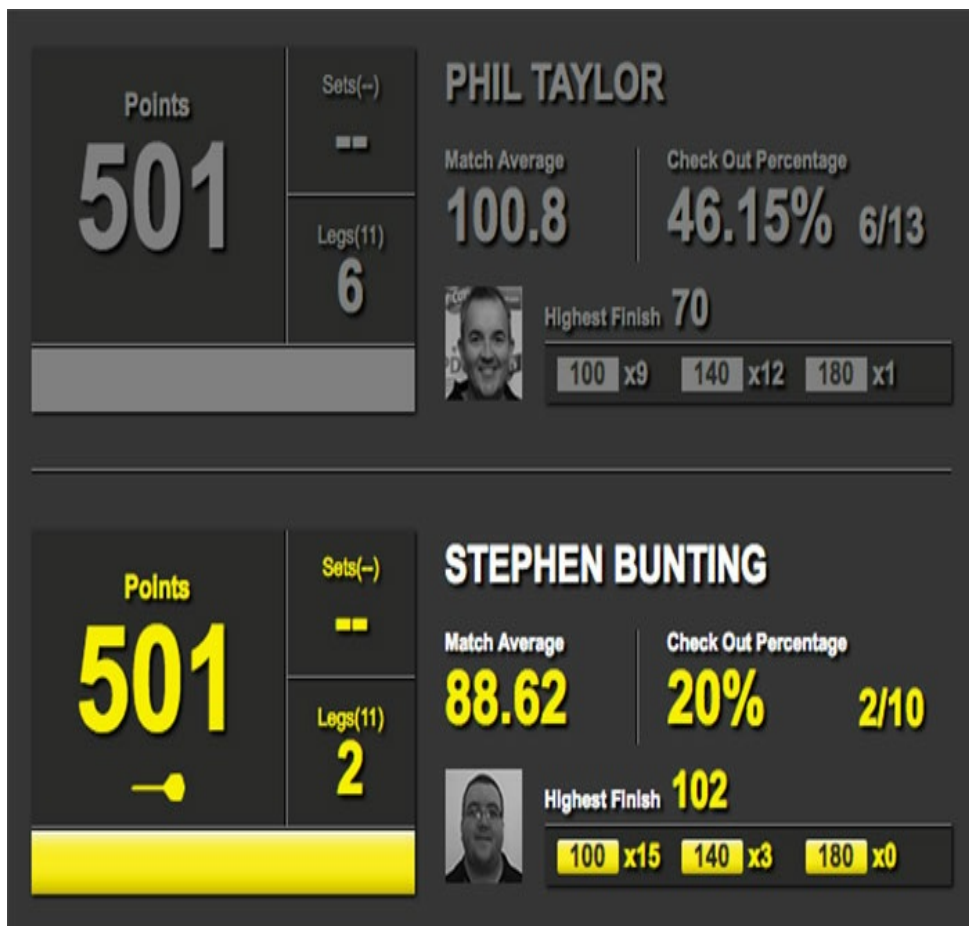 Points
501
Sets(--)
--
Legs(11)
6
PHIL TAYLOR
Match Average
100.8
Check Out Percentage
46.15% 6/13
Highest Finish 70
100 x9 140 x12 180 x1
Points
501
Sets(--)
--
Legs(11)
2
STEPHEN BUNTING
Match Average
88.62
Check Out Percentage
20% 2/10
Highest Finish 102
100 x15 140 x3 180 x0